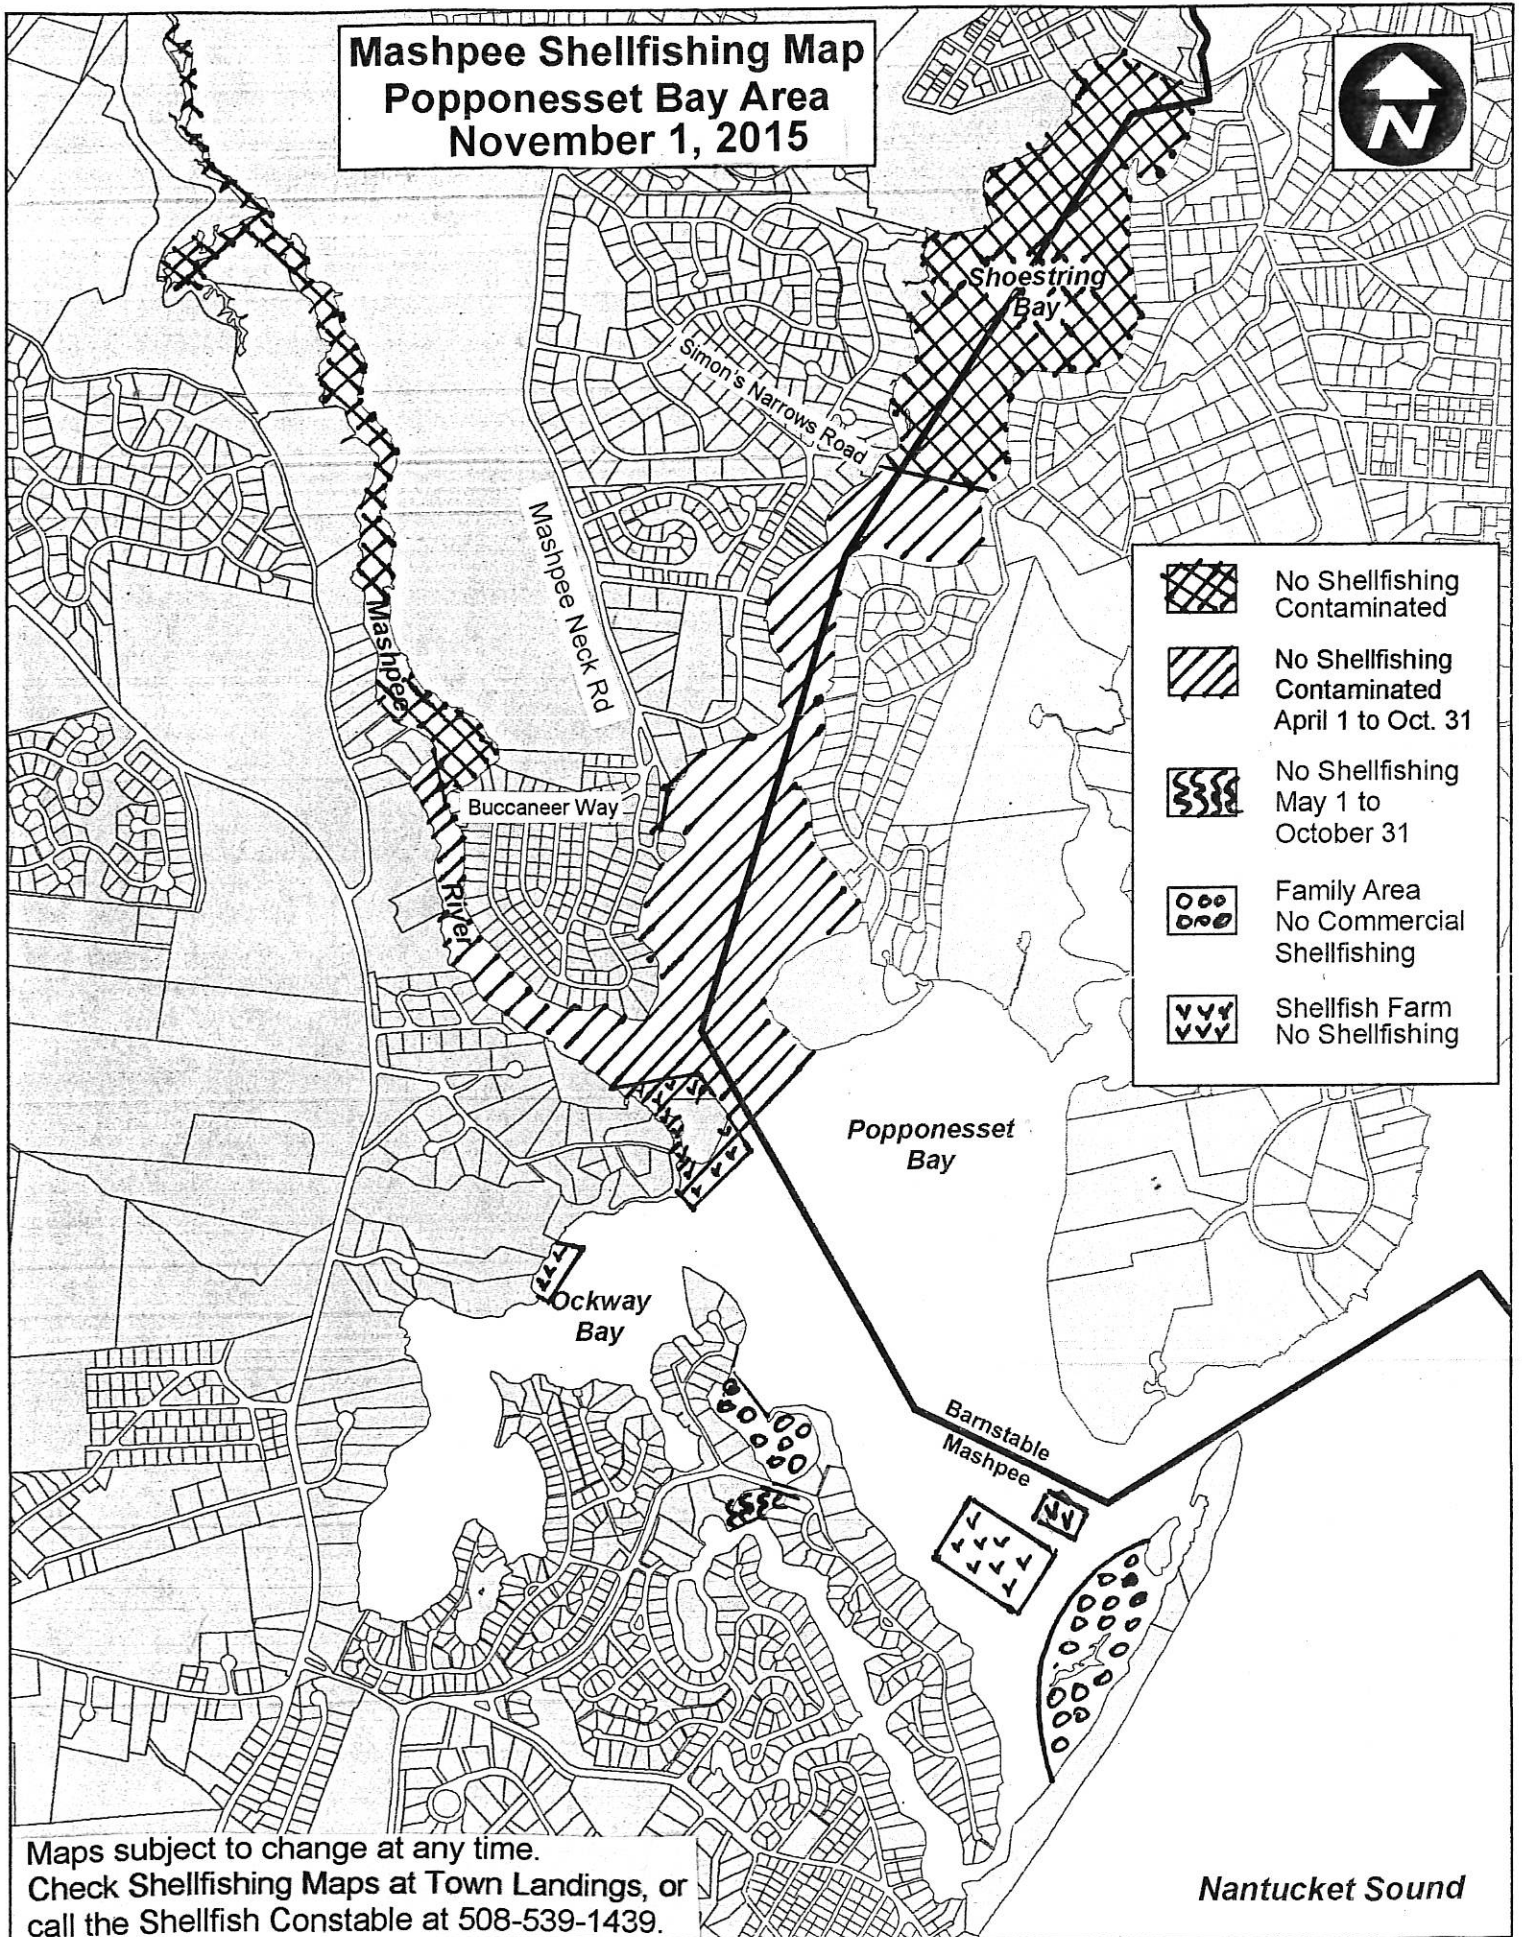 Mashpee Shellfishing Map
Popponesset Bay Area
November 1, 2015
N
Shoestring
Bay
Simon's Narrows Road
Mashpee Neck Rd
Mashpee
River
Buccaneer Way
No Shellfishing
Contaminated
No Shellfishing
Contaminated
April 1 to Oct. 31
No Shellfishing
May 1 to
October 31
Family Area
No Commercial
Shellfishing
Shellfish Farm
No Shellfishing
Popponesset
Bay
Ockway
Bay
Barnstable
Mashpee
Nantucket Sound
Maps subject to change at any time.
Check Shellfishing Maps at Town Landings, or
call the Shellfish Constable at 508-539-1439.